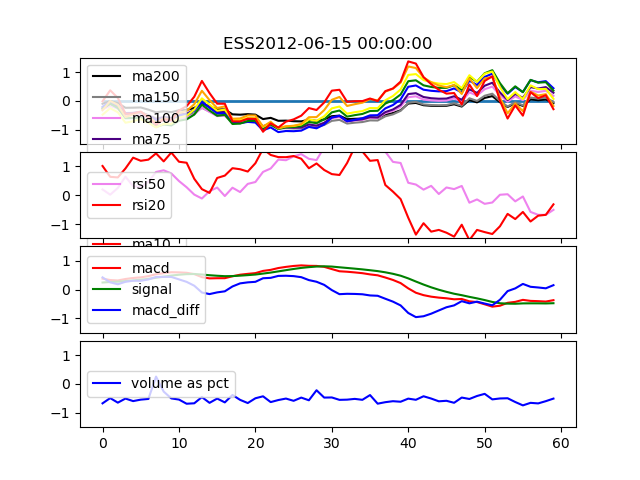 ESS2012-06-15 00:00:00
1
0
−1
ma200
ma150
ma100
ma75
1
0
−1
rsi50
rsi20
ma10
1
0
−1
macd
signal
macd_diff
1
0
−1
volume as pct
0 10 20 30 40 50 60